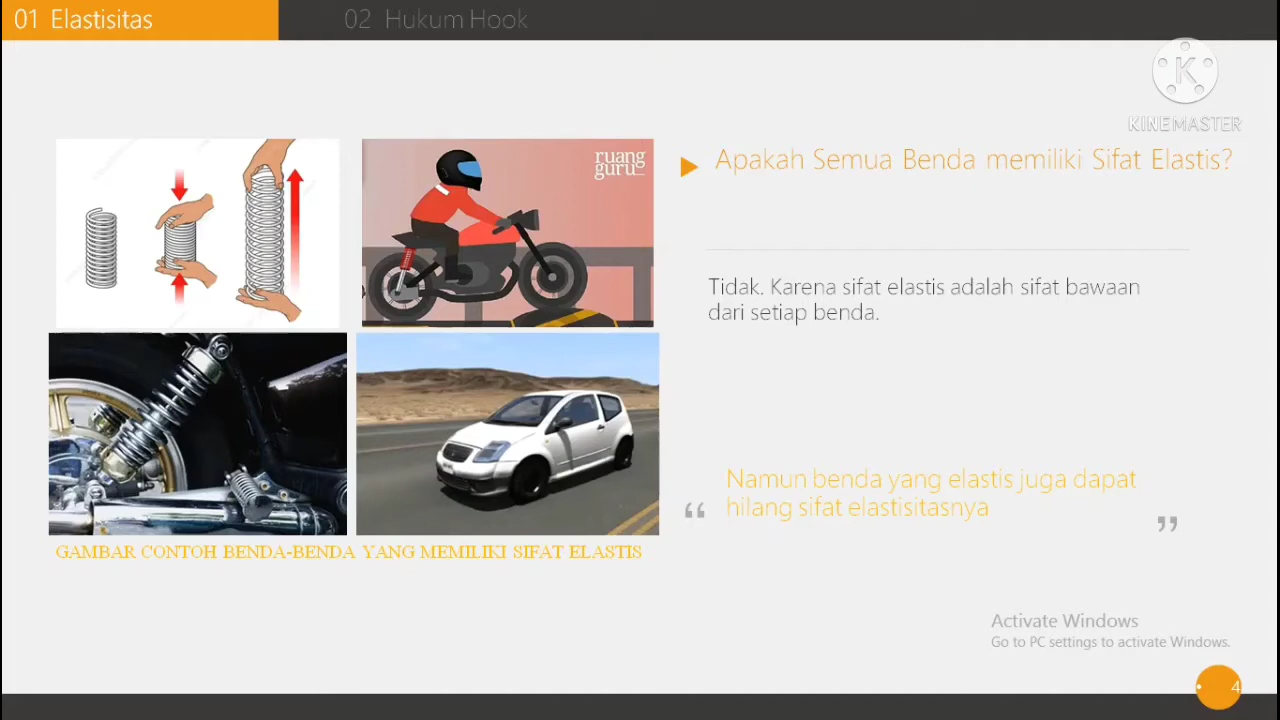 01 Elastisitas
02 Hukum Hook
KINEMASTER
ruang
guru
Apakah Semua Benda memiliki Sifat Elastis?
Tidak. Karena sifat elastis adalah sifat bawaan
dari setiap benda.
“ Namun benda yang elastis juga dapat
hilang sifat elastisitasnya ”
GAMBAR CONTOH BENDA-BENDA YANG MEMILIKI SIFAT ELASTIS
Activate Windows
Go to PC settings to activate Windows.
4